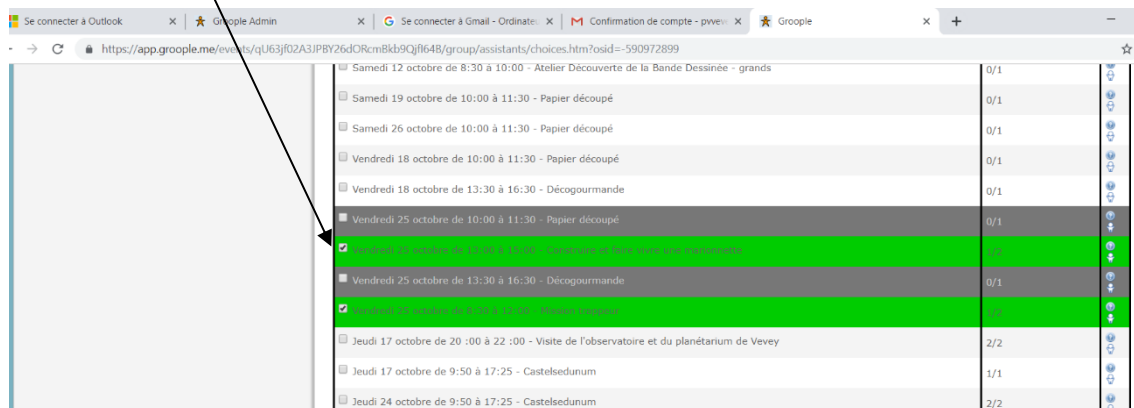 Se connecter à Outlook
Groople Admin
Se connecter à Gmail - Ordinateu
Confirmation de compte - pvvev
Groople
https://app.groople.me/events/qU63jf02A3JPBY26dORcmBkb9Qjfl64B/group/assistants/choices.htm?osid=-590972899
Samedi 12 octobre de 8:30 à 10:00 - Atelier Découverte de la Bande Dessinée - grands 0/1
Samedi 19 octobre de 10:00 à 11:30 - Papier découpé 0/1
Samedi 26 octobre de 10:00 à 11:30 - Papier découpé 0/1
Vendredi 18 octobre de 10:00 à 11:30 - Papier découpé 0/1
Vendredi 18 octobre de 13:30 à 16:30 - Décogourmande 0/1
Vendredi 25 octobre de 10:00 à 11:30 - Papier découpé 0/1
Vendredi 25 octobre de 13:00 à 15:00 - Construire et faire vivre une marionnette 1/2
Vendredi 25 octobre de 13:30 à 16:30 - Décogourmande 0/1
Vendredi 25 octobre de 8:30 à 12:00 - Mission 1/2
Jeudi 17 octobre de 20 :00 à 22 :00 - Visite de l'observatoire et du planétarium de Vevey 2/2
Jeudi 17 octobre de 9:50 à 17:25 - Castelsedunum 1/1
Jeudi 24 octobre de 9:50 à 17:25 - Castelsedunum 2/2